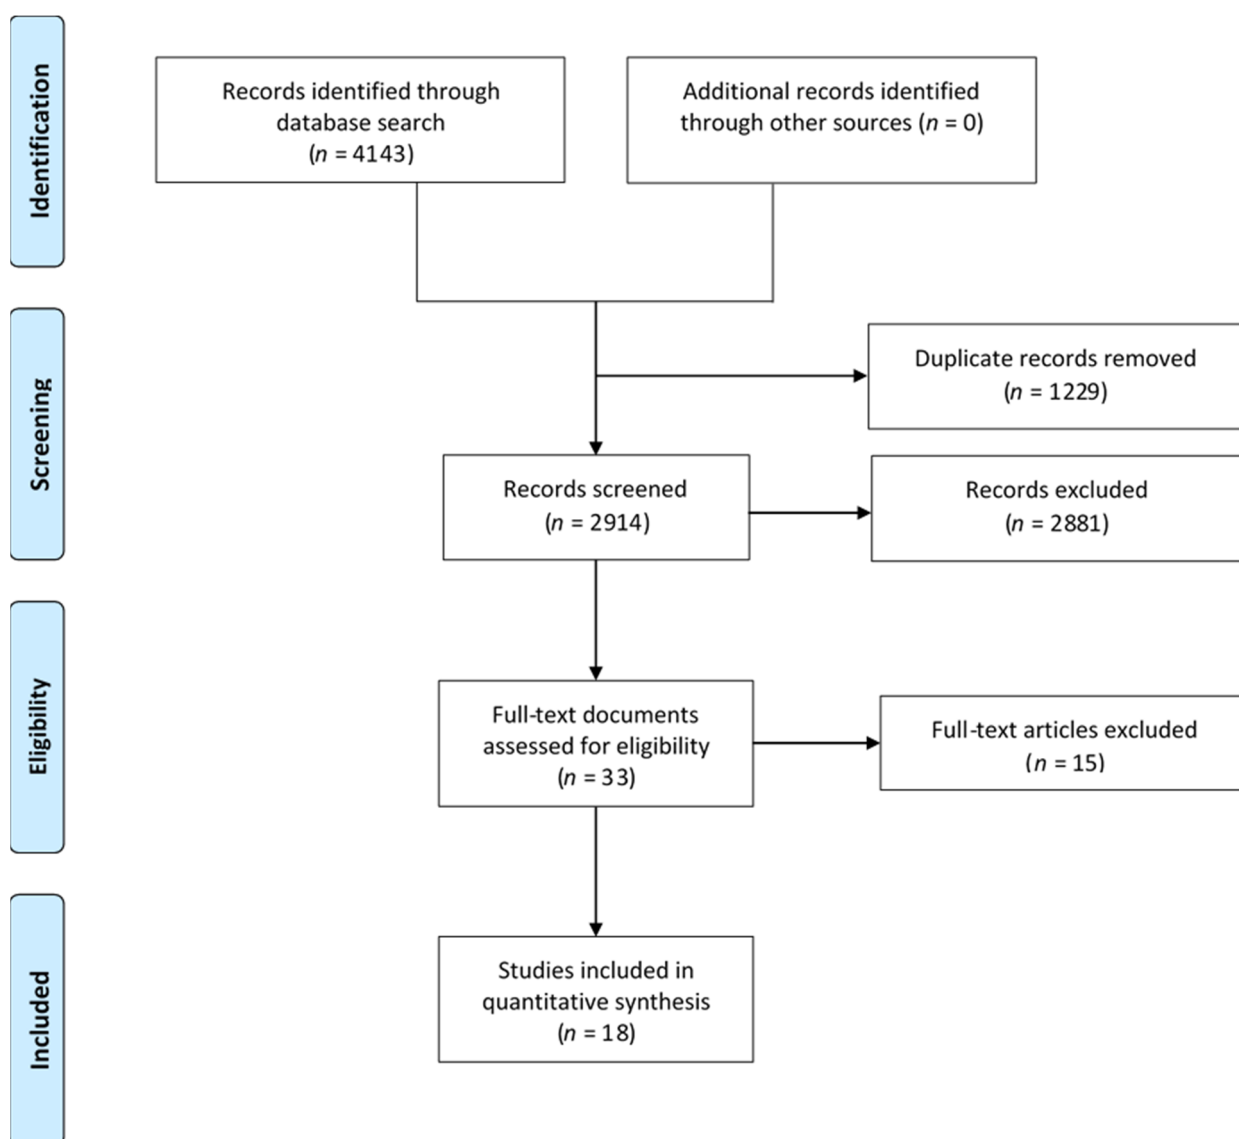 Identification
Records identified through
database search
(n = 4143)
Additional records identified
through other sources (n = 0)
Screening
Duplicate records removed
(n = 1229)
Records screened
(n = 2914)
Records excluded
(n = 2881)
Eligibility
Full-text documents
assessed for eligibility
(n = 33)
Full-text articles excluded
(n = 15)
Included
Studies included in
quantitative synthesis
(n = 18)